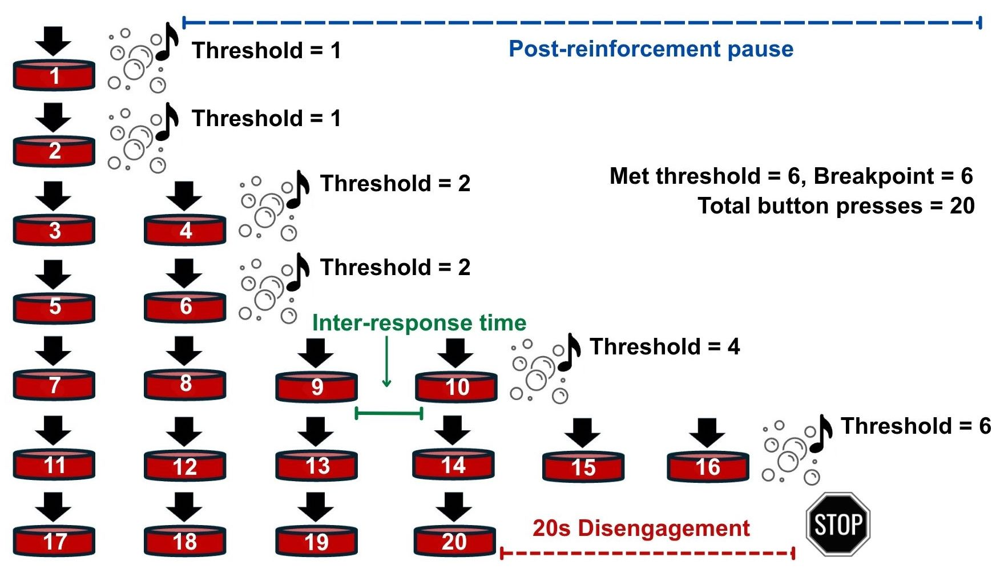 Post-reinforcement pause
Threshold = 1
1
Threshold = 1
2
Threshold = 2
3
4
Met threshold = 6, Breakpoint = 6
Total button presses = 20
Threshold = 2
5
6
Inter-response time
Threshold = 4
7
8
9
10
Threshold = 6
11
12
13
14
15
16
17
18
19
20
20s Disengagement
STOP